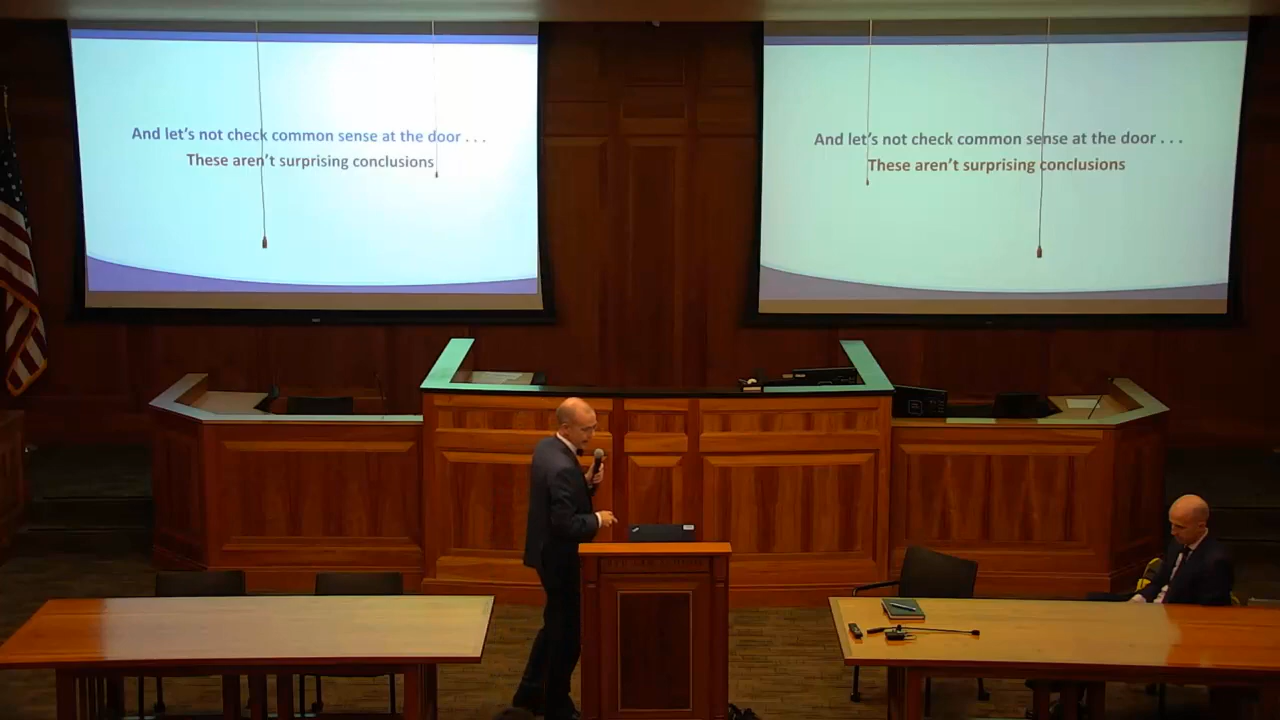 And let's not check common sense at the door . . .
These aren't surprising conclusions
And let's not check common sense at the door . . .
These aren't surprising conclusions